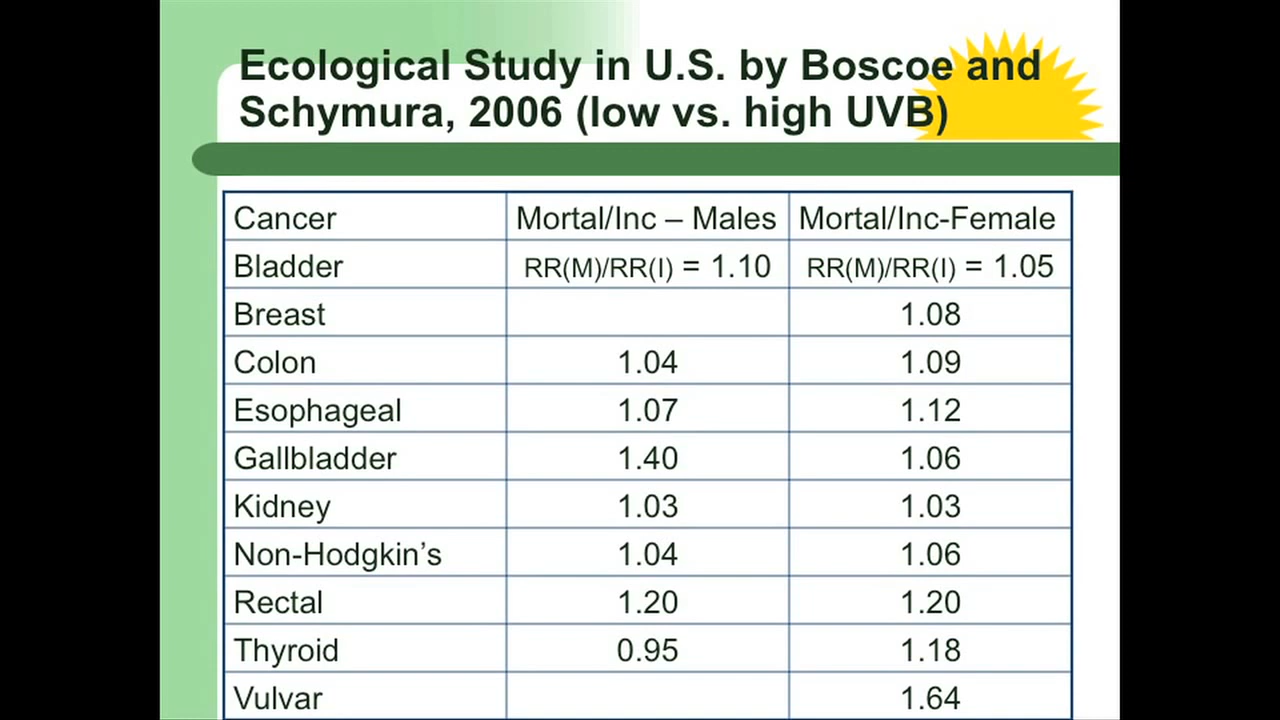 Ecological Study in U.S. by Boscoe and
Schymura, 2006 (low vs. high UVB)
Cancer Mortal/Inc – Males Mortal/Inc-Female
Bladder RR(M)/RR(I) = 1.10 RR(M)/RR(I) = 1.05
Breast 1.08
Colon 1.04 1.09
Esophageal 1.07 1.12
Gallbladder 1.40 1.06
Kidney 1.03 1.03
Non-Hodgkin’s 1.04 1.06
Rectal 1.20 1.20
Thyroid 0.95 1.18
Vulvar 1.64